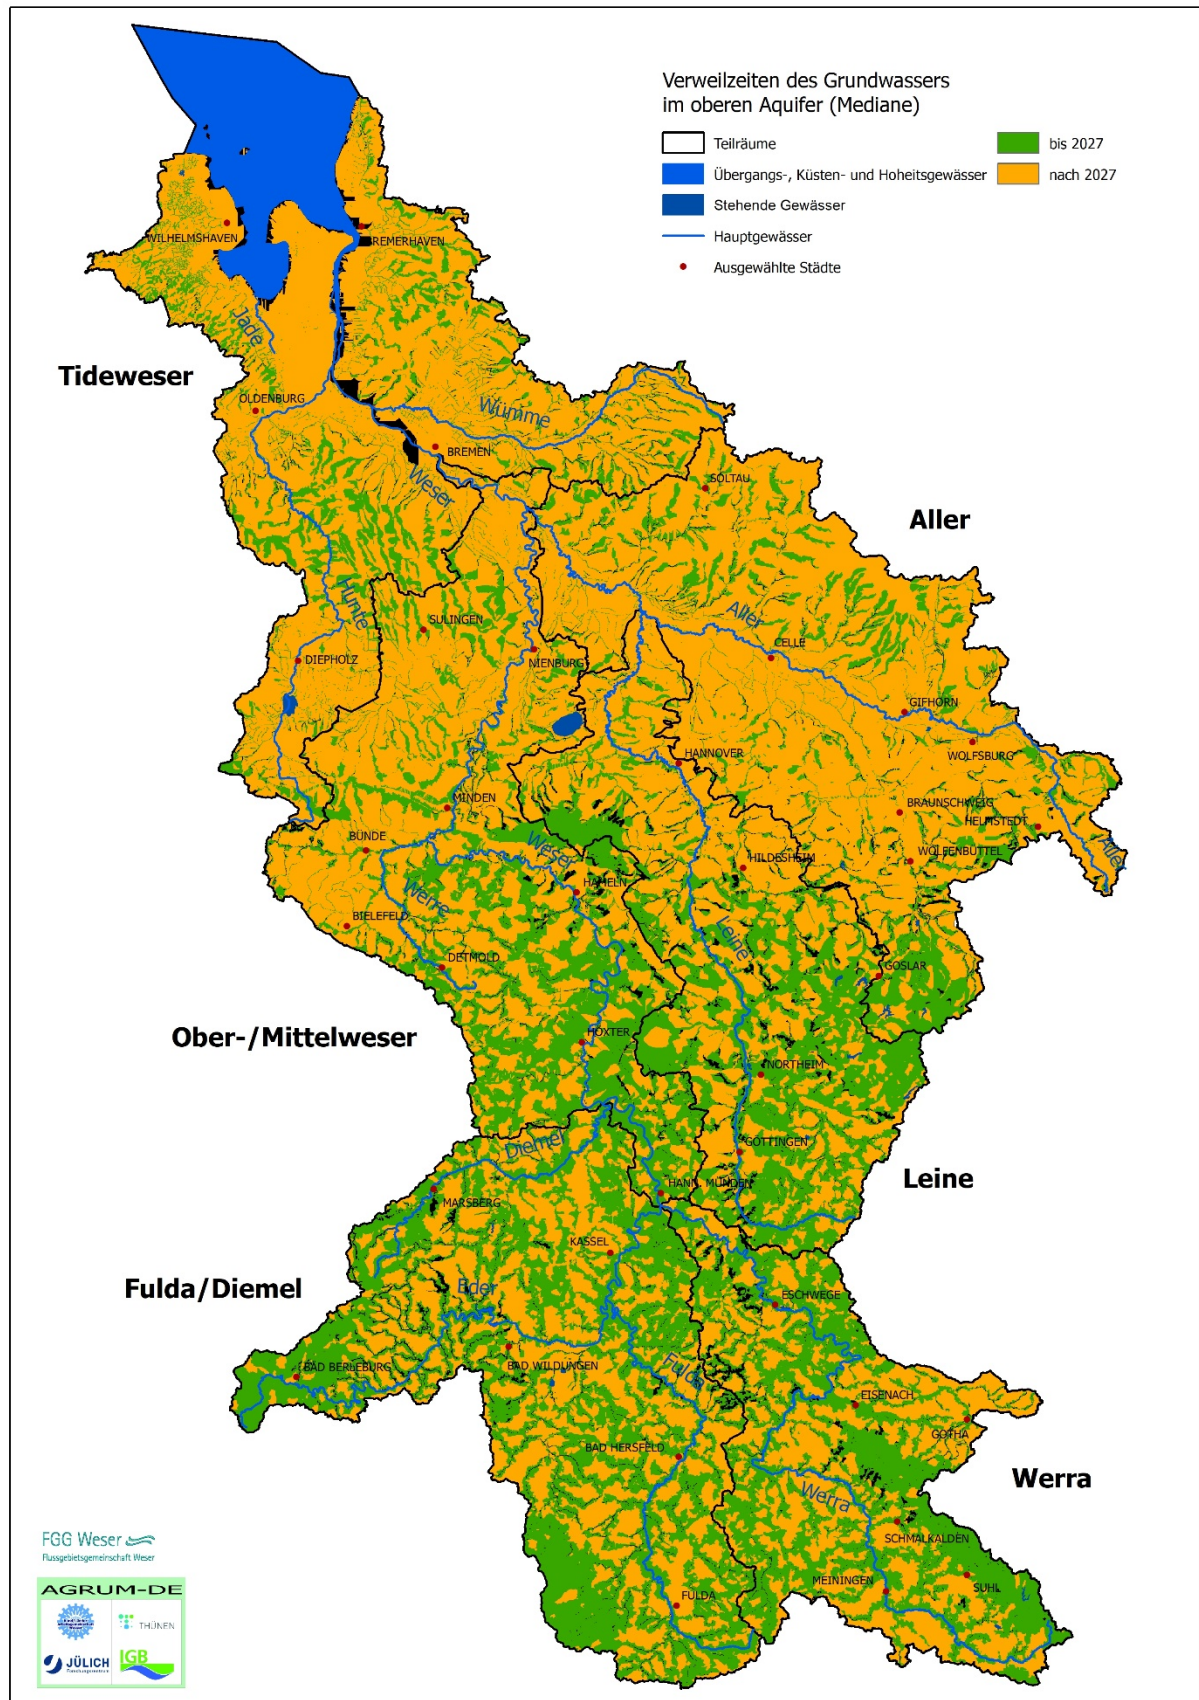 Verweilzeiten des Grundwassers
im oberen Aquifer (Mediane)
Teilräume
bis 2027
Übergangs-, Küsten- und Hoheitsgewässer
nach 2027
Stehende Gewässer
Hauptgewässer
Ausgewählte Städte
WILHELMSHAVEN
BREMERHAVEN
Jade
Tideweser
OLDENBURG
Wümme
BREMEN
Weser
SOLTAU
Aller
Hunte
SULINGEN
Aller
CELLE
NIENBURG
DIEPHOLZ
GIFHORN
WOLFSBURG
HANNOVER
MINDEN
BRAUNSCHWEIG
HELMSTEDT
BÜNDE
Weser
HILDESHEIM
WOLFENBÜTTEL
Aller
HAMELN
Werre
BIELEFELD
Leine
DETMOLD
GOSLAR
Ober-/Mittelweser
HÖXTER
NORTHEIM
Diemel
GÖTTINGEN
Leine
MARSBERG
HANN. MÜNDEN
KASSEL
Fulda/Diemel
Eder
ESCHWEGE
BAD BERLEBURG
BAD WILDUNGEN
Fulda
EISENACH
GOTHA
BAD HERSFELD
Werra
Werra
SCHMALKALDEN
MEININGEN
SUHL
FULDA
FGG Weser
Flussgebietsgemeinschaft Weser
AGRUM-DE
THÜNEN
JÜLICH
Forschungszentrum
IGB